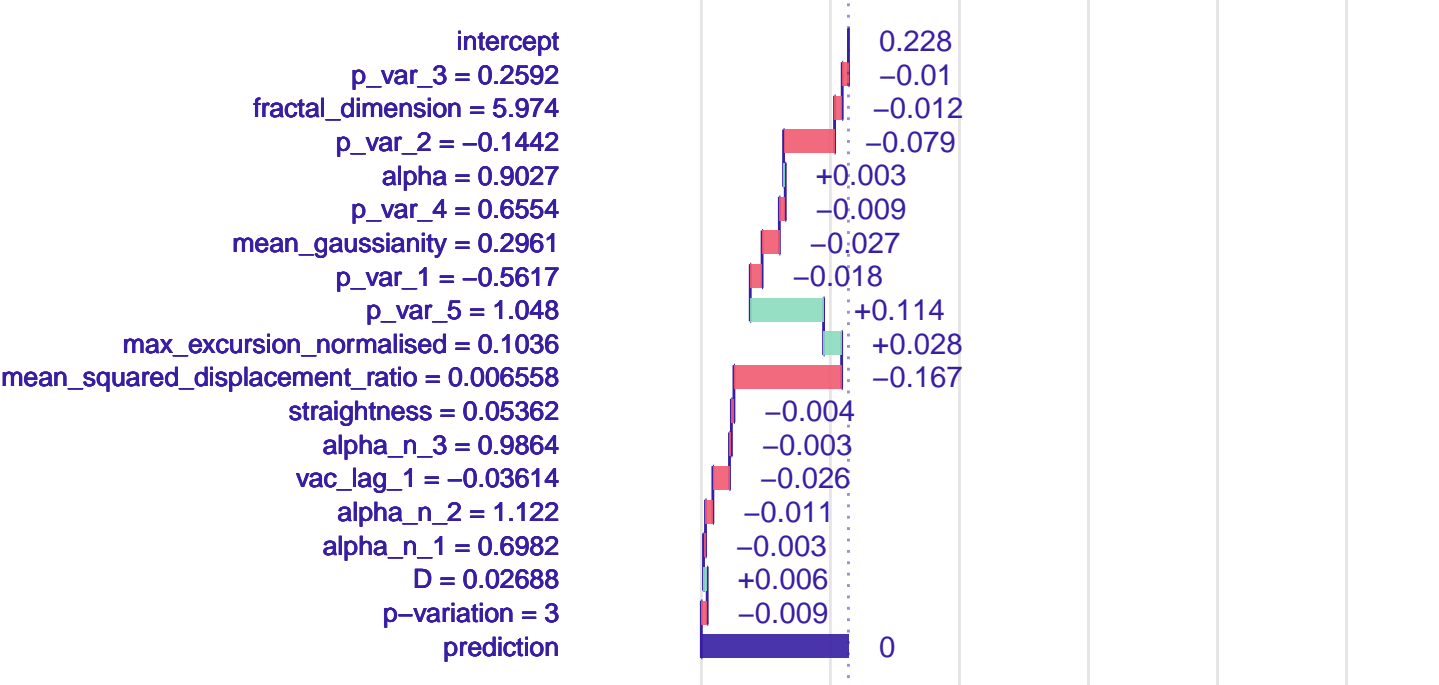 intercept 0.228
p_var_3 = 0.2592 −0.01
fractal_dimension = 5.974 −0.012
p_var_2 = −0.1442 −0.079
alpha = 0.9027 +0.003
p_var_4 = 0.6554 −0.009
mean_gaussianity = 0.2961 −0.027
p_var_1 = −0.5617 −0.018
p_var_5 = 1.048 +0.114
max_excursion_normalised = 0.1036 +0.028
mean_squared_displacement_ratio = 0.006558 −0.167
straightness = 0.05362 −0.004
alpha_n_3 = 0.9864 −0.003
vac_lag_1 = −0.03614 −0.026
alpha_n_2 = 1.122 −0.011
alpha_n_1 = 0.6982 −0.003
D = 0.02688 +0.006
p−variation = 3 −0.009
prediction 0